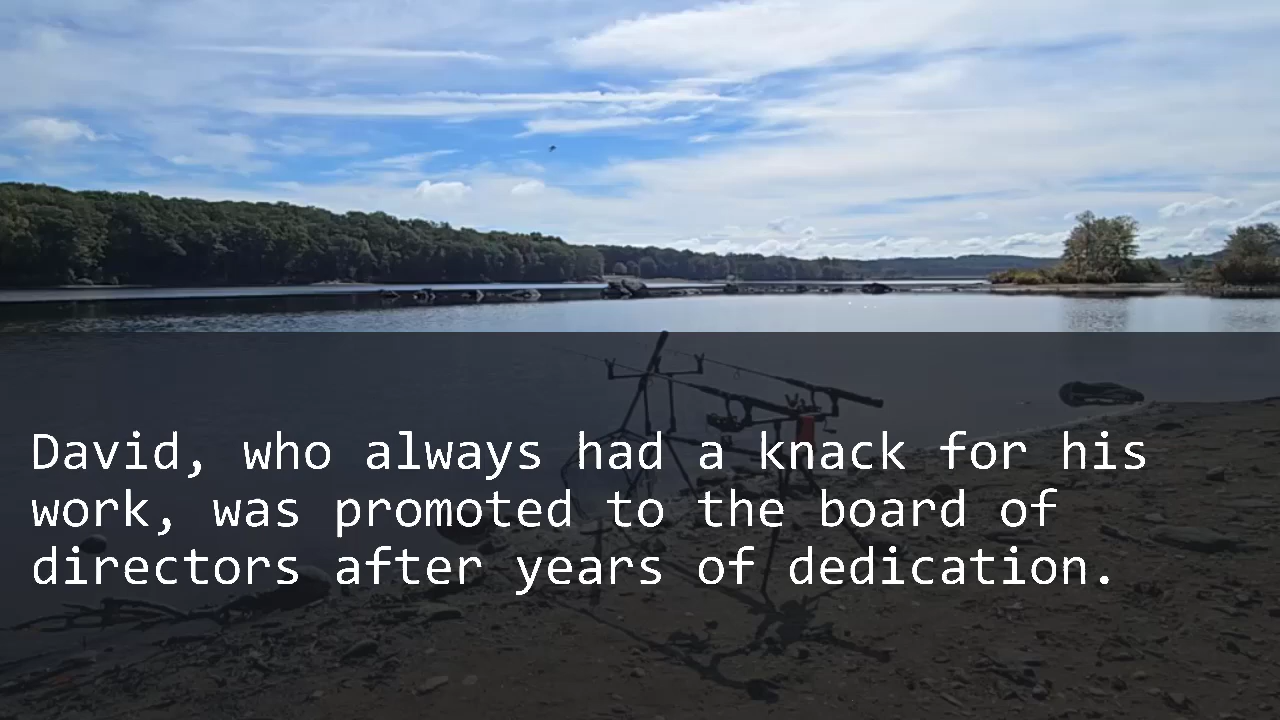 David, who always had a knack for his
work, was promoted to the board of
directors after years of dedication.